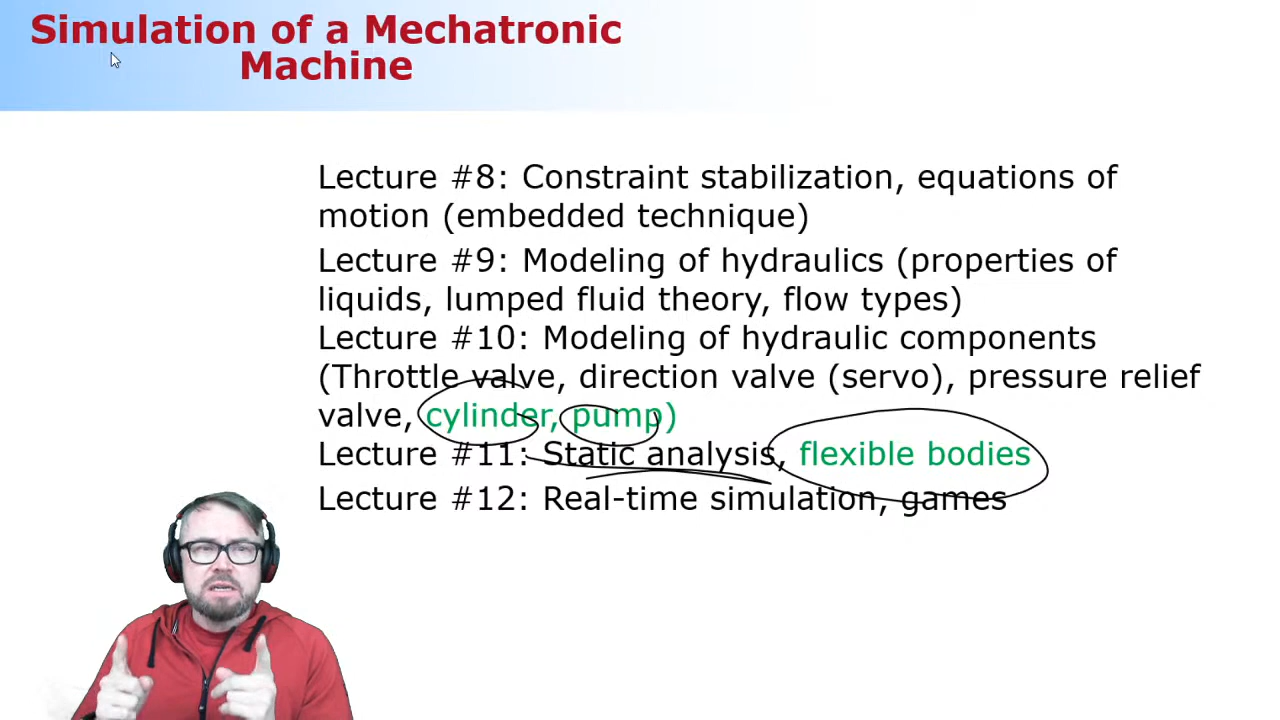 Simulation of a Mechatronic
Machine
Lecture #8: Constraint stabilization, equations of
motion (embedded technique)
Lecture #9: Modeling of hydraulics (properties of
liquids, lumped fluid theory, flow types)
Lecture #10: Modeling of hydraulic components
(Throttle valve, direction valve (servo), pressure relief
valve, cylinder, pump)
Lecture #11: Static analysis, flexible bodies
Lecture #12: Real-time simulation, games